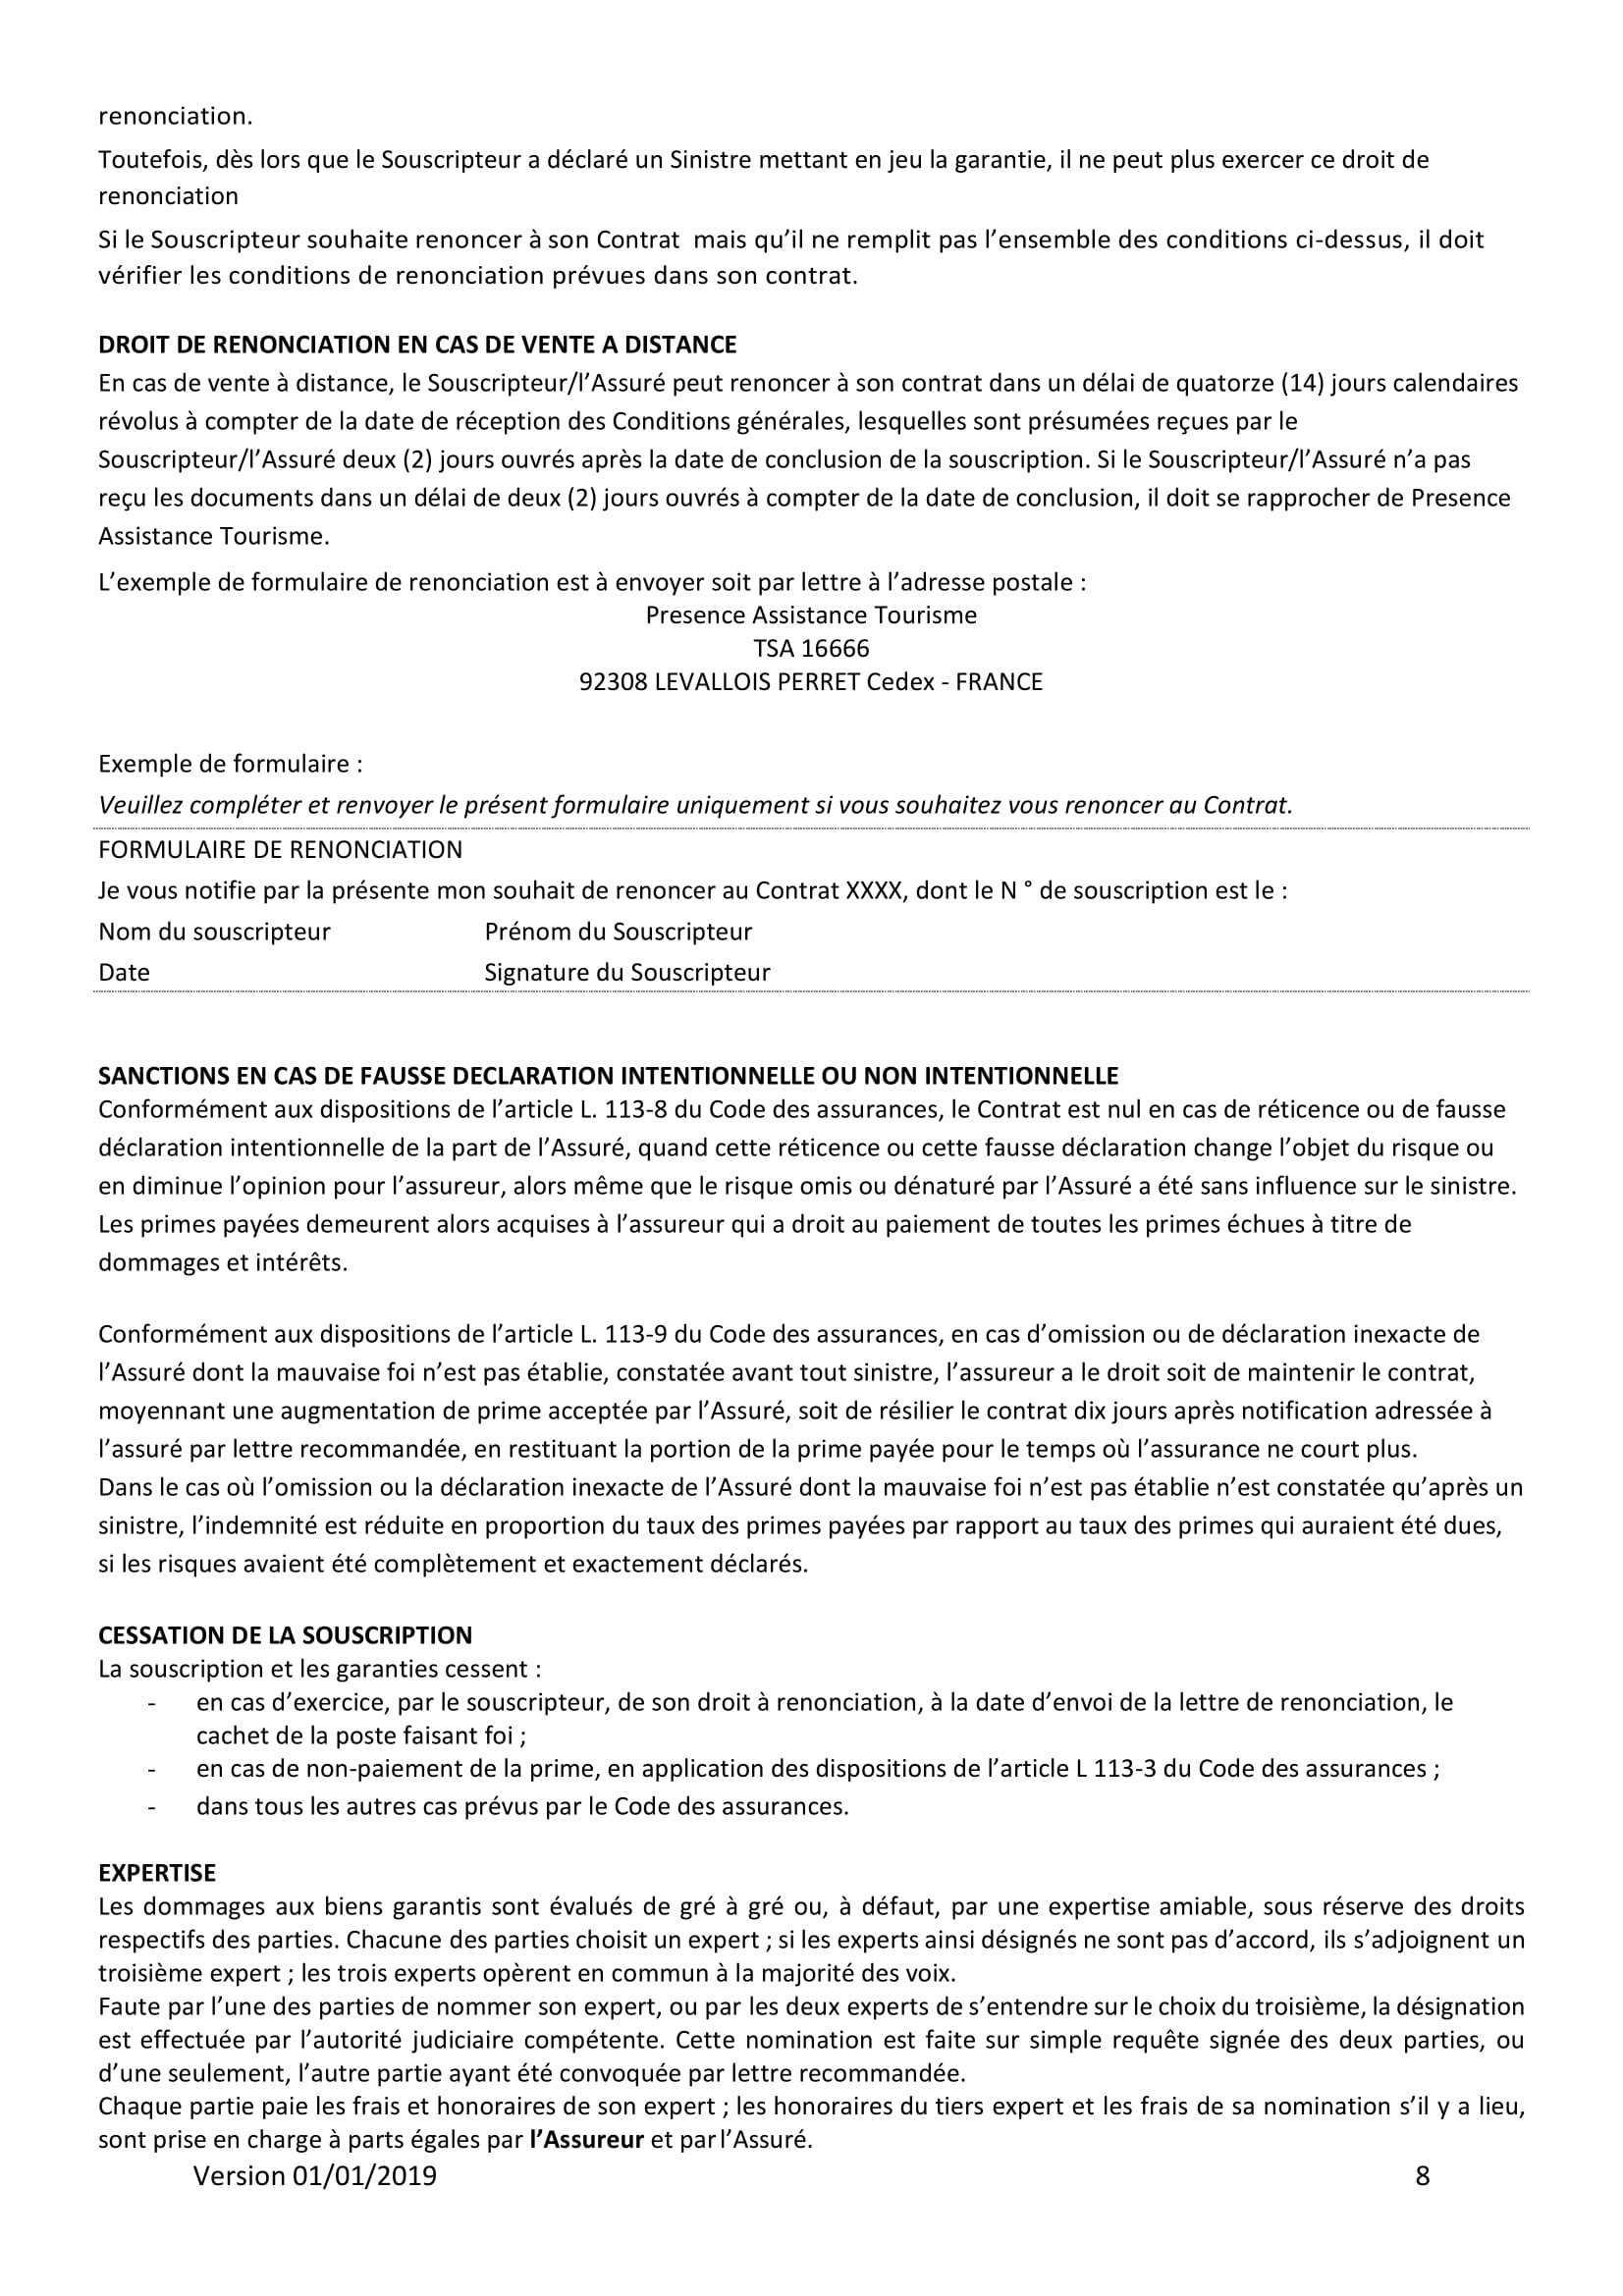 renonciation.
Toutefois, dès lors que le Souscripteur a déclaré un Sinistre mettant en jeu la garantie, il ne peut plus exercer ce droit de
renonciation
Si le Souscripteur souhaite renoncer à son Contrat  mais qu’il ne remplit pas l’ensemble des conditions ci-dessus, il doit
vérifier les conditions de renonciation prévues dans son contrat.
DROIT DE RENONCIATION EN CAS DE VENTE A DISTANCE
En cas de vente à distance, le Souscripteur/l’Assuré peut renoncer à son contrat dans un délai de quatorze (14) jours calendaires
révolus à compter de la date de réception des Conditions générales, lesquelles sont présumées reçues par le
Souscripteur/l’Assuré deux (2) jours ouvrés après la date de conclusion de la souscription. Si le Souscripteur/l’Assuré n’a pas
reçu les documents dans un délai de deux (2) jours ouvrés à compter de la date de conclusion, il doit se rapprocher de Presence
Assistance Tourisme.
L’exemple de formulaire de renonciation est à envoyer soit par lettre à l’adresse postale :
Presence Assistance Tourisme
TSA 16666
92308 LEVALLOIS PERRET Cedex - FRANCE
Exemple de formulaire :
Veuillez compléter et renvoyer le présent formulaire uniquement si vous souhaitez vous renoncer au Contrat.
FORMULAIRE DE RENONCIATION
Je vous notifie par la présente mon souhait de renoncer au Contrat XXXX, dont le N ° de souscription est le :
Nom du souscripteur Prénom du Souscripteur
Date Signature du Souscripteur
SANCTIONS EN CAS DE FAUSSE DECLARATION INTENTIONNELLE OU NON INTENTIONNELLE
Conformément aux dispositions de l’article L. 113-8 du Code des assurances, le Contrat est nul en cas de réticence ou de fausse
déclaration intentionnelle de la part de l’Assuré, quand cette réticence ou cette fausse déclaration change l’objet du risque ou
en diminue l’opinion pour l’assureur, alors même que le risque omis ou dénaturé par l’Assuré a été sans influence sur le sinistre.
Les primes payées demeurent alors acquises à l’assureur qui a droit au paiement de toutes les primes échues à titre de
dommages et intérêts.
Conformément aux dispositions de l’article L. 113-9 du Code des assurances, en cas d’omission ou de déclaration inexacte de
l’Assuré dont la mauvaise foi n’est pas établie, constatée avant tout sinistre, l’assureur a le droit soit de maintenir le contrat,
moyennant une augmentation de prime acceptée par l’Assuré, soit de résilier le contrat dix jours après notification adressée à
l’assuré par lettre recommandée, en restituant la portion de la prime payée pour le temps où l’assurance ne court plus.
Dans le cas où l’omission ou la déclaration inexacte de l’Assuré dont la mauvaise foi n’est pas établie n’est constatée qu’après un
sinistre, l’indemnité est réduite en proportion du taux des primes payées par rapport au taux des primes qui auraient été dues,
si les risques avaient été complètement et exactement déclarés.
CESSATION DE LA SOUSCRIPTION
La souscription et les garanties cessent :
- en cas d’exercice, par le souscripteur, de son droit à renonciation, à la date d’envoi de la lettre de renonciation, le
cachet de la poste faisant foi ;
- en cas de non-paiement de la prime, en application des dispositions de l’article L 113-3 du Code des assurances ;
- dans tous les autres cas prévus par le Code des assurances.
EXPERTISE
Les dommages aux biens garantis sont évalués de gré à gré ou, à défaut, par une expertise amiable, sous réserve des droits
respectifs des parties. Chacune des parties choisit un expert ; si les experts ainsi désignés ne sont pas d’accord, ils s’adjoignent un
troisième expert ; les trois experts opèrent en commun à la majorité des voix.
Faute par l’une des parties de nommer son expert, ou par les deux experts de s’entendre sur le choix du troisième, la désignation
est effectuée par l’autorité judiciaire compétente. Cette nomination est faite sur simple requête signée des deux parties, ou
d’une seulement, l’autre partie ayant été convoquée par lettre recommandée.
Chaque partie paie les frais et honoraires de son expert ; les honoraires du tiers expert et les frais de sa nomination s’il y a lieu,
sont prise en charge à parts égales par l’Assureur et par l’Assuré.
Version 01/01/2019 8